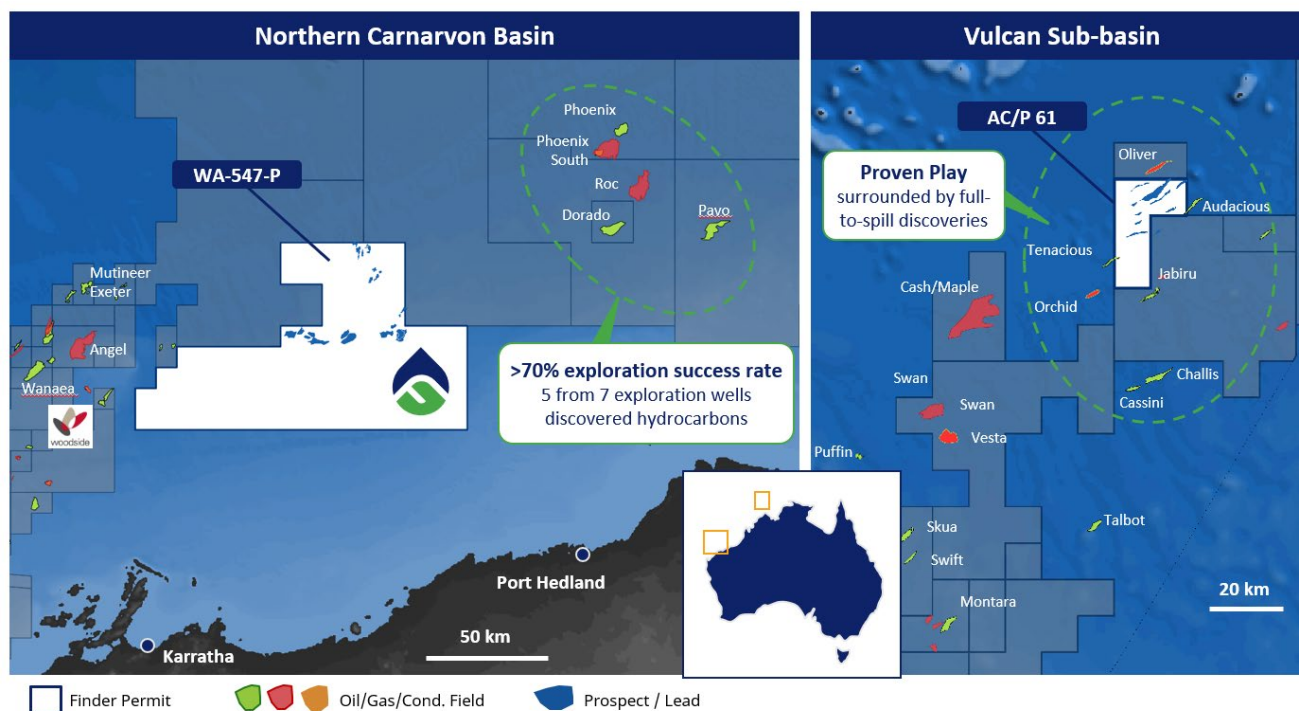 Northern Carnarvon Basin
WA-547-P
Phoenix
Phoenix
South
Roc
Dorado
Pavo
Mutineer
Exeter
Angel
Wanaea
woodside
>70% exploration success rate
5 from 7 exploration wells
discovered hydrocarbons
Port Hedland
Karratha
50 km
Vulcan Sub-basin
AC/P 61
Oliver
Proven Play
surrounded by full-
to-spill discoveries
Audacious
Tenacious
Jabiru
Cash/Maple
Orchid
Swan
Challis
Cassini
Swan
Vesta
Puffin
Talbot
Skua
Swift
Montara
20 km
Finder Permit
Oil/Gas/Cond. Field
Prospect / Lead